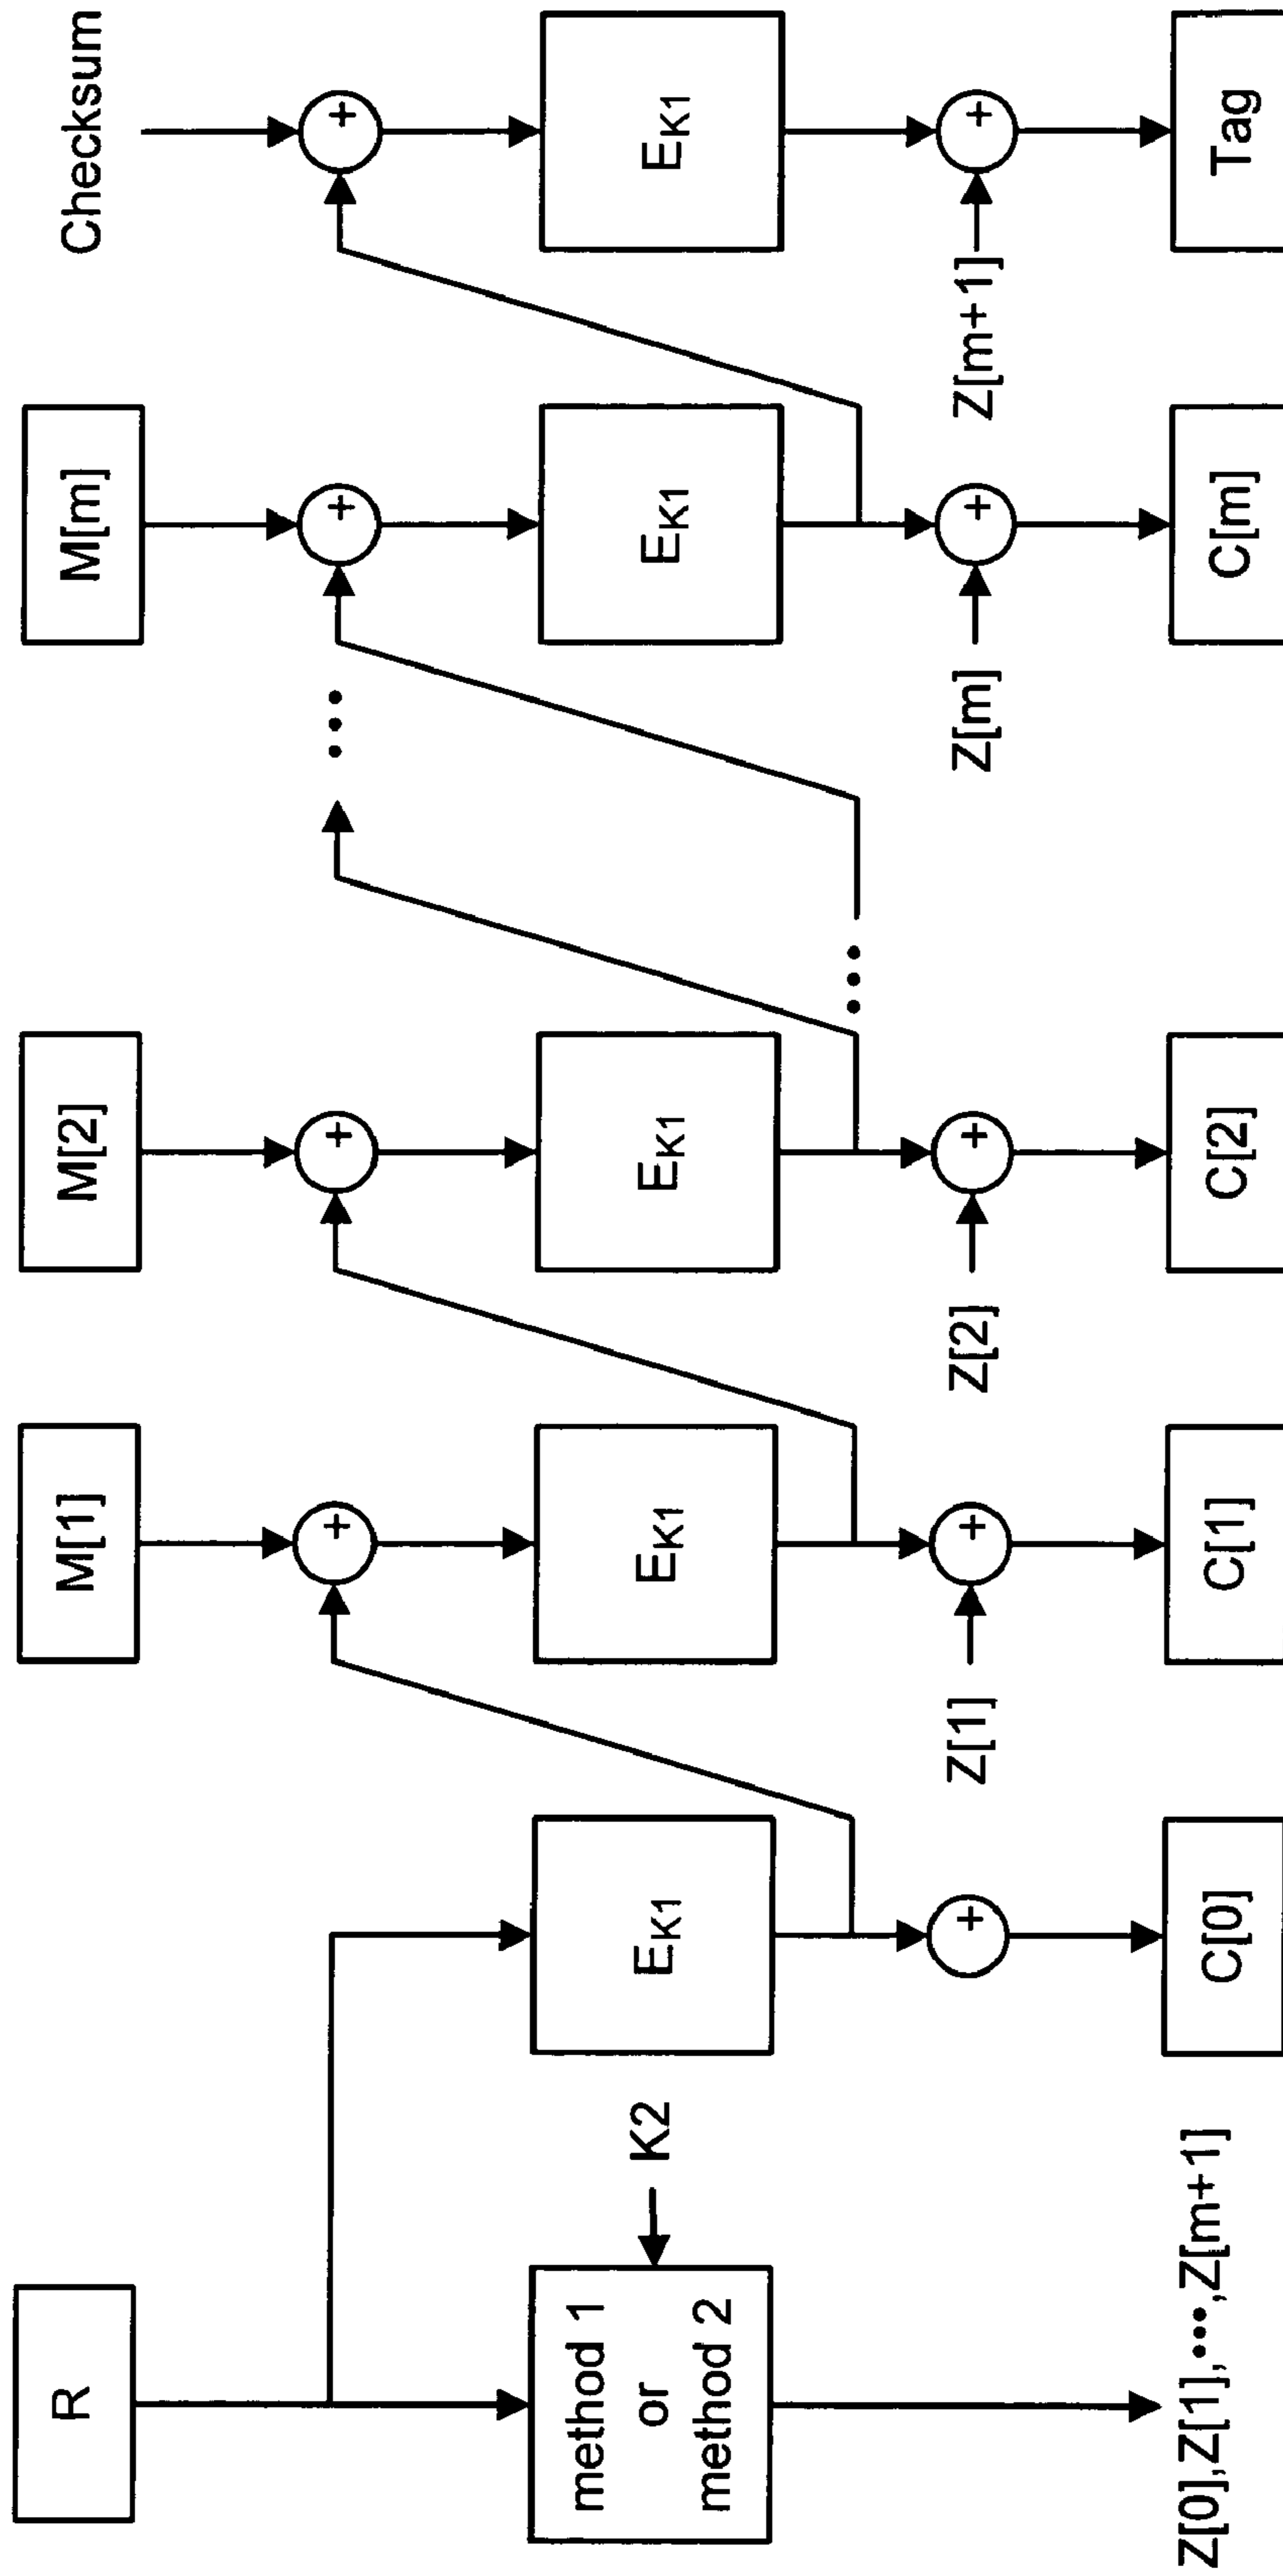 R
M[1]
M[2]
M[m]
Checksum
+
+
•••
+
+
method 1
or
method 2
K2
EK1
EK1
EK1
EK1
EK1
•••
Z[1]
Z[2]
Z[m]
Z[m+1]
+
+
+
+
+
Z[0],Z[1],•••,Z[m+1]
C[0]
C[1]
C[2]
C[m]
Tag